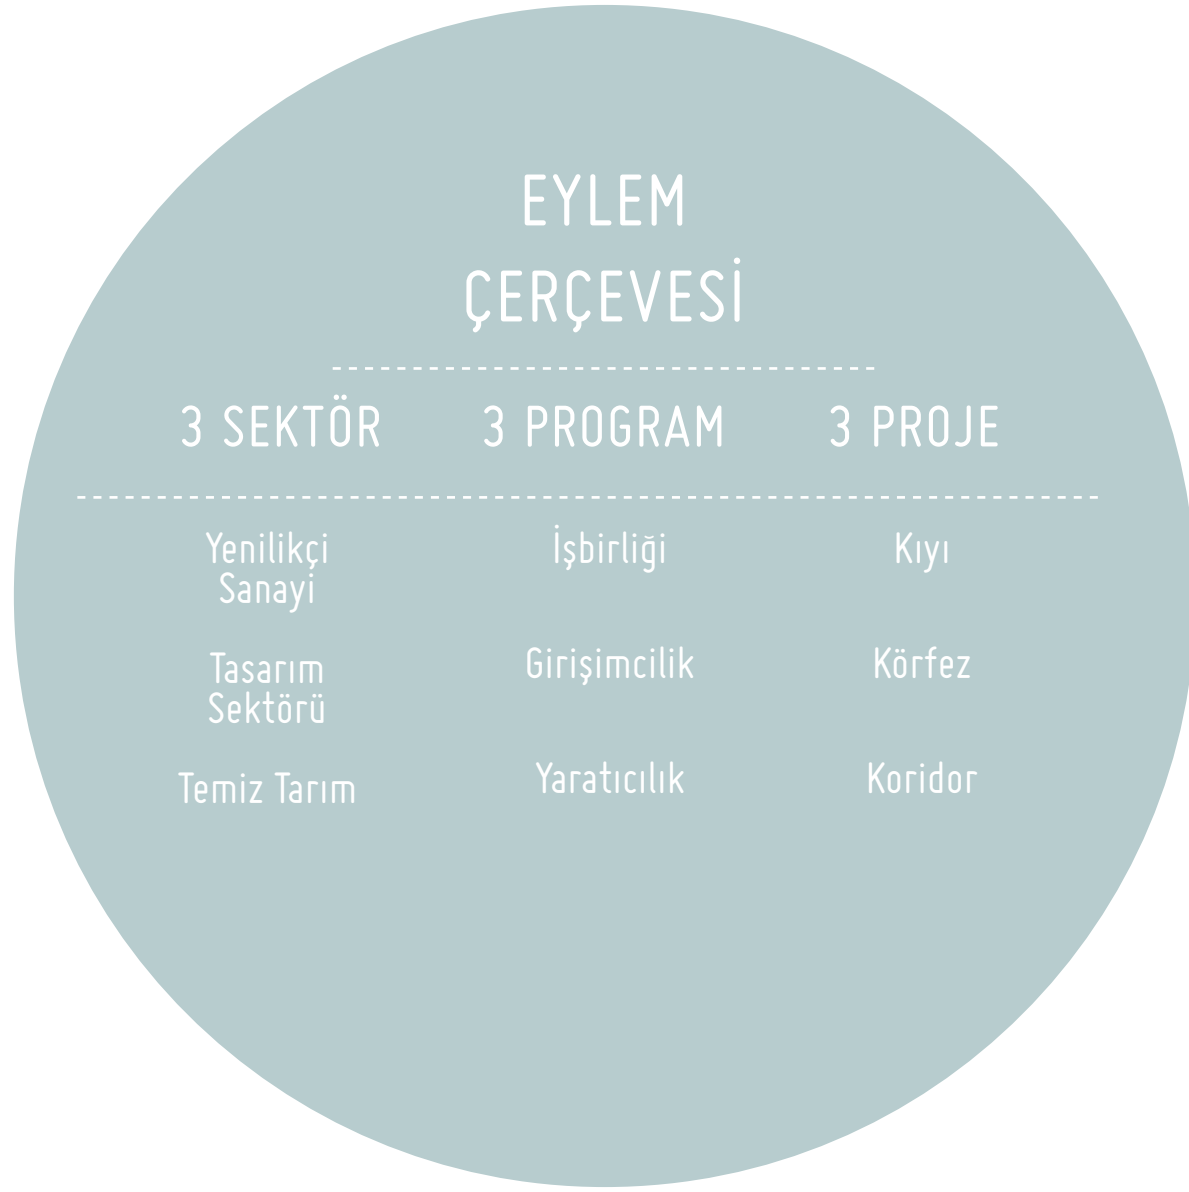 EYLEM
ÇERÇEVESİ
3 SEKTÖR
3 PROGRAM
3 PROJE
Yenilikçi
Sanayi
Tasarım
Sektörü
Temiz Tarım
İşbirliği
Girişimcilik
Yaratıcılık
Kıyı
Körfez
Koridor